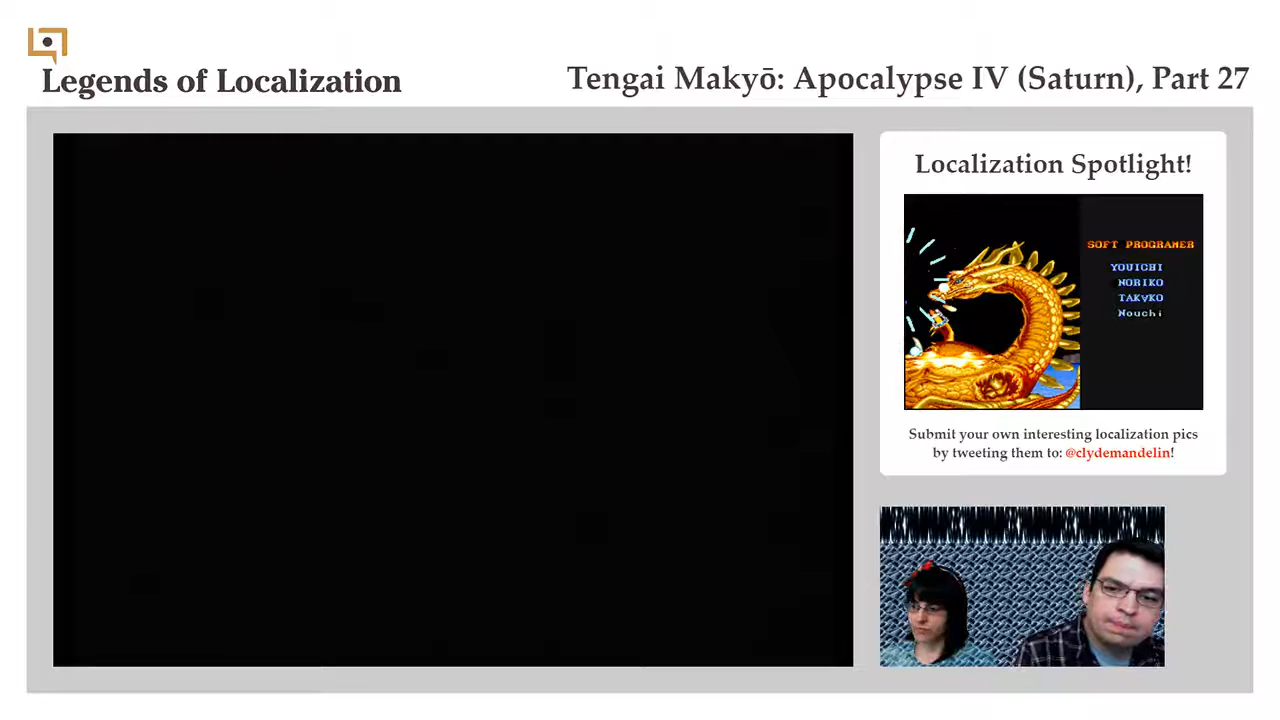 Legends of Localization
Tengai Makyō: Apocalypse IV (Saturn), Part 27
Localization Spotlight!
SOFT PROGRAMER
YOUICHI
NORIKO
TAKYKO
Nouchi
Submit your own interesting localization pics
by tweeting them to: @clydemandelin!